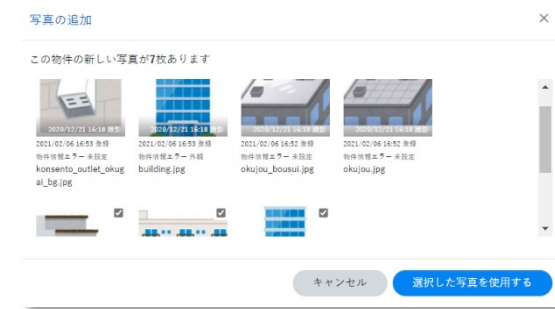 写真の追加
この物件の新しい写真が7枚あります
2020/12/21 16:18 撮影
2020/12/21 16:18 撮影
2020/12/21 16:18 撮影
2020/12/21 16:18 撮影
2021/02/06 16:53 登録
2021/02/06 16:53 登録
2021/02/06 16:52 登録
2021/02/06 16:52 登録
物件情報エラー 未設定
物件情報エラー 外観
物件情報エラー 未設定
物件情報エラー 未設定
konsento_outlet_okug
ai_bg.jpg
building.jpg
okujou_bousui.jpg
okujou.jpg
キャンセル
選択した写真を使用する